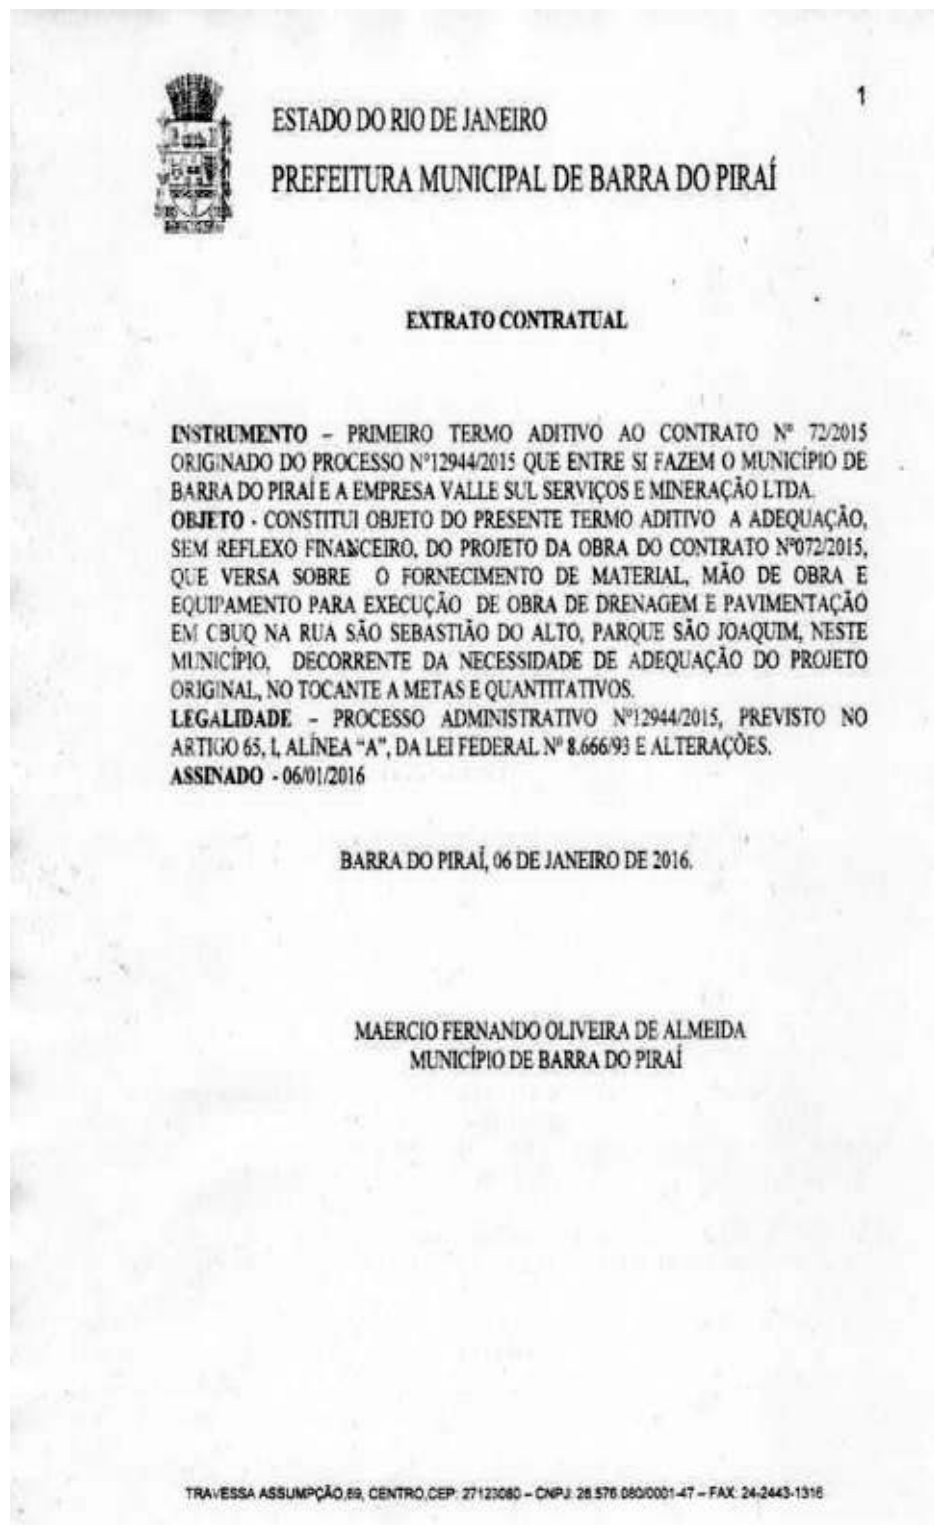 1
ESTADO DO RIO DE JANEIRO
PREFEITURA MUNICIPAL DE BARRA DO PIRAÍ
EXTRATO CONTRATUAL
INSTRUMENTO – PRIMEIRO TERMO ADITIVO AO CONTRATO Nº 72/2015
ORIGINADO DO PROCESSO Nº12944/2015 QUE ENTRE SI FAZEM O MUNICÍPIO DE
BARRA DO PIRAÍ E A EMPRESA VALLE SUL SERVIÇOS E MINERAÇÃO LTDA.
OBJETO - CONSTITUI OBJETO DO PRESENTE TERMO ADITIVO A ADEQUAÇÃO,
SEM REFLEXO FINANCEIRO, DO PROJETO DA OBRA DO CONTRATO Nº072/2015,
QUE VERSA SOBRE O FORNECIMENTO DE MATERIAL, MÃO DE OBRA E
EQUIPAMENTO PARA EXECUÇÃO DE OBRA DE DRENAGEM E PAVIMENTAÇÃO
EM CBUQ NA RUA SÃO SEBASTIÃO DO ALTO, PARQUE SÃO JOAQUIM, NESTE
MUNICÍPIO, DECORRENTE DA NECESSIDADE DE ADEQUAÇÃO DO PROJETO
ORIGINAL, NO TOCANTE A METAS E QUANTITATIVOS.
LEGALIDADE – PROCESSO ADMINISTRATIVO Nº12944/2015, PREVISTO NO
ARTIGO 65, I, ALÍNEA “A”, DA LEI FEDERAL Nº 8.666/93 E ALTERAÇÕES.
ASSINADO - 06/01/2016
BARRA DO PIRAÍ, 06 DE JANEIRO DE 2016.
MAERCIO FERNANDO OLIVEIRA DE ALMEIDA
MUNICÍPIO DE BARRA DO PIRAÍ
TRAVESSA ASSUMPÇÃO,69, CENTRO,CEP: 27123080 – CNPJ: 28.576.080/0001-47 – FAX: 24-2443-1316